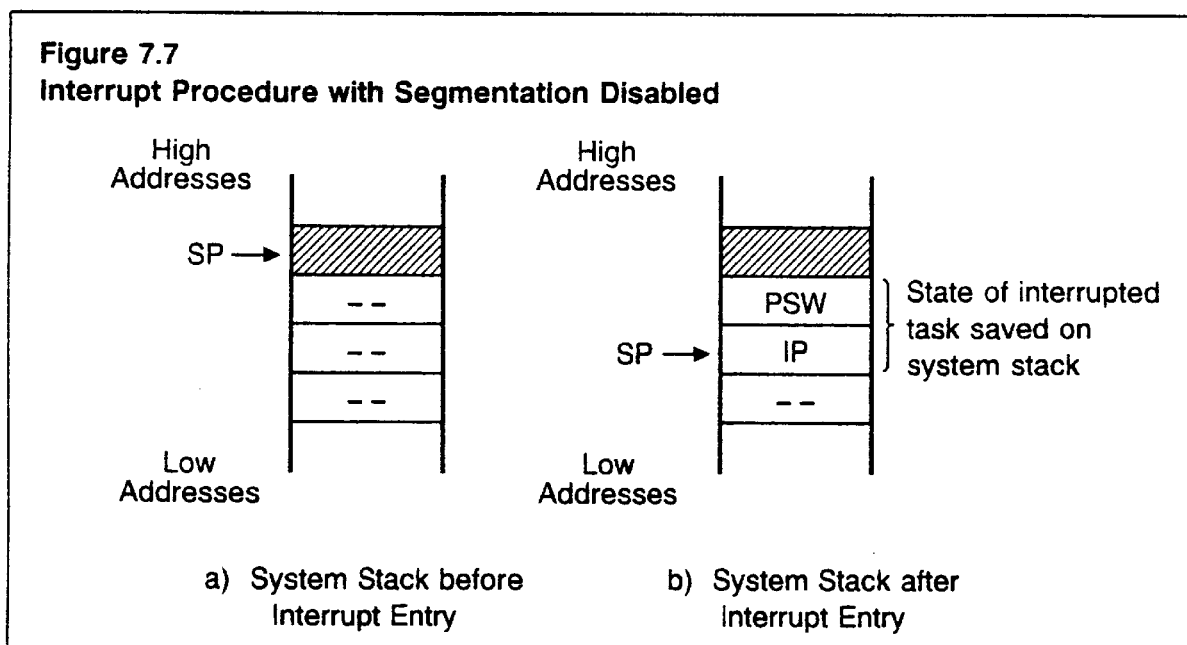 Figure 7.7
Interrupt Procedure with Segmentation Disabled
High
Addresses
SP
--
--
--
Low
Addresses
a) System Stack before
Interrupt Entry
High
Addresses
PSW
SP
IP
--
State of interrupted
task saved on
system stack
Low
Addresses
b) System Stack after
Interrupt Entry